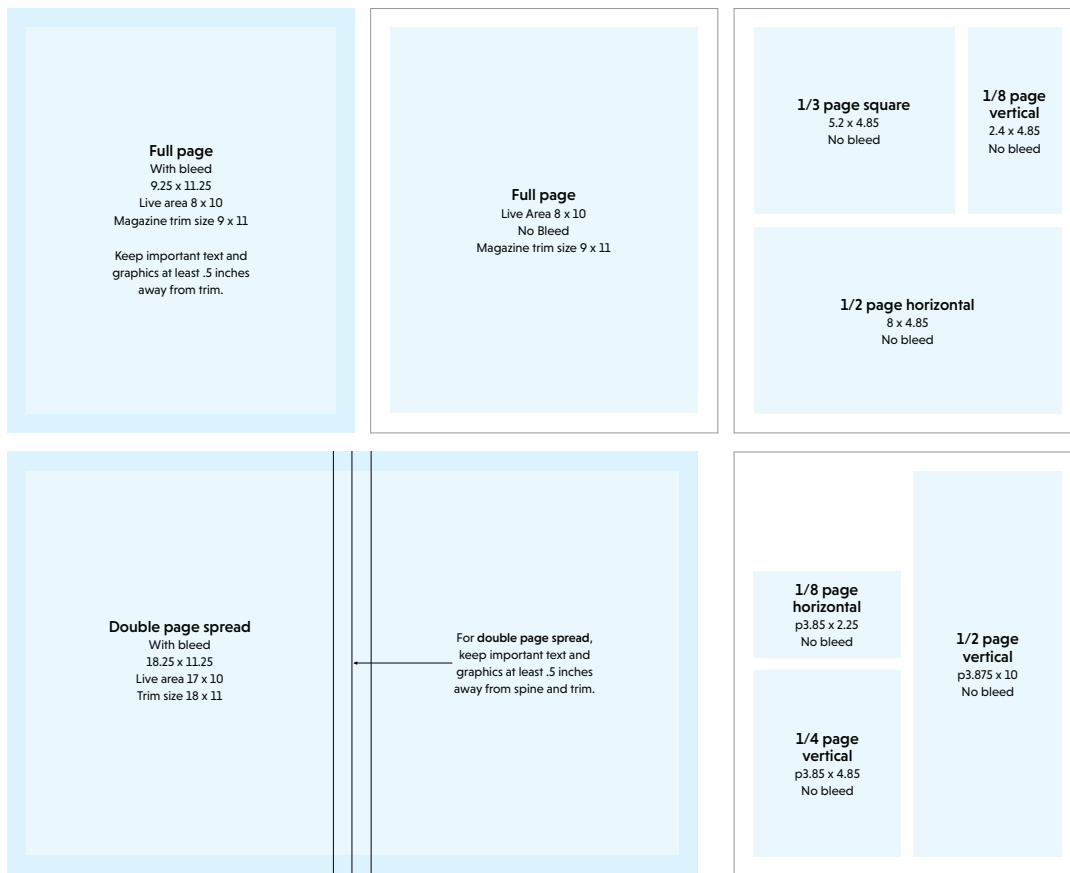 Full page
With bleed
9.25 x 11.25
Live area 8 x 10
Magazine trim size 9 x 11
Keep important text and
graphics at least .5 inches
away from trim.
Full page
Live Area 8 x 10
No Bleed
Magazine trim size 9 x 11
1/3 page square
5.2 x 4.85
No bleed
1/8 page
vertical
2.4 x 4.85
No bleed
1/2 page horizontal
8 x 4.85
No bleed
Double page spread
With bleed
18.25 x 11.25
Live area 17 x 10
Trim size 18 x 11
For double page spread,
keep important text and
graphics at least .5 inches
away from spine and trim.
1/8 page
horizontal
p3.85 x 2.25
No bleed
1/4 page
vertical
p3.85 x 4.85
No bleed
1/2 page
vertical
p3.875 x 10
No bleed